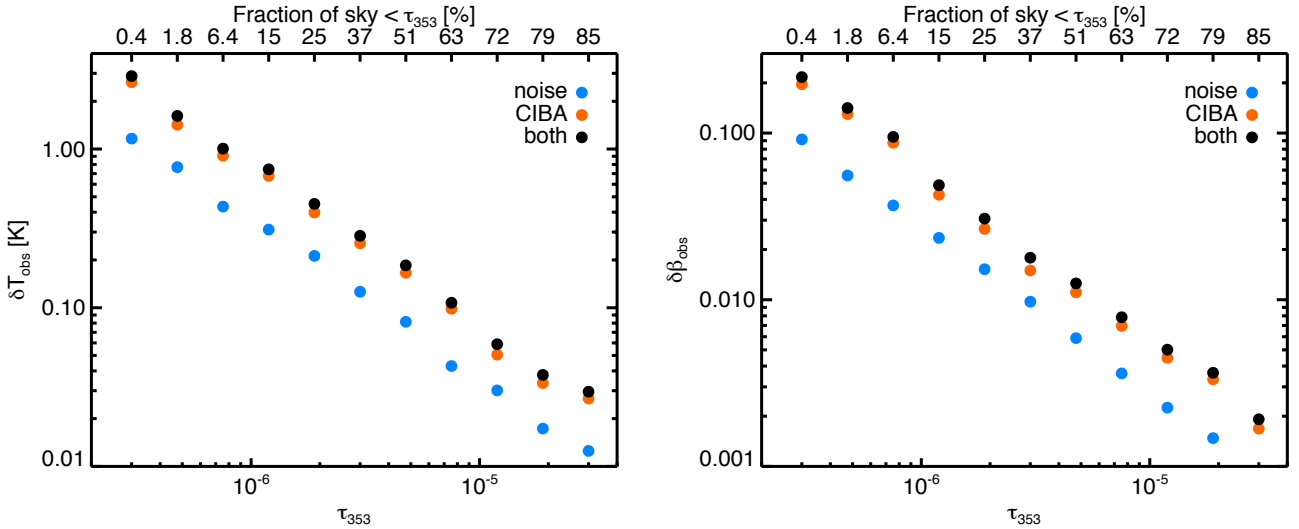 Fraction of sky < τ353 [%]
0.4 1.8 6.4 15 25 37 51 63 72 79 85
noise
CIBA
both
1.00
0.10
0.01
δTobs [K]
10-6 10-5
τ353
Fraction of sky < τ353 [%]
0.4 1.8 6.4 15 25 37 51 63 72 79 85
noise
CIBA
both
0.100
0.010
0.001
δβobs
10-6 10-5
τ353